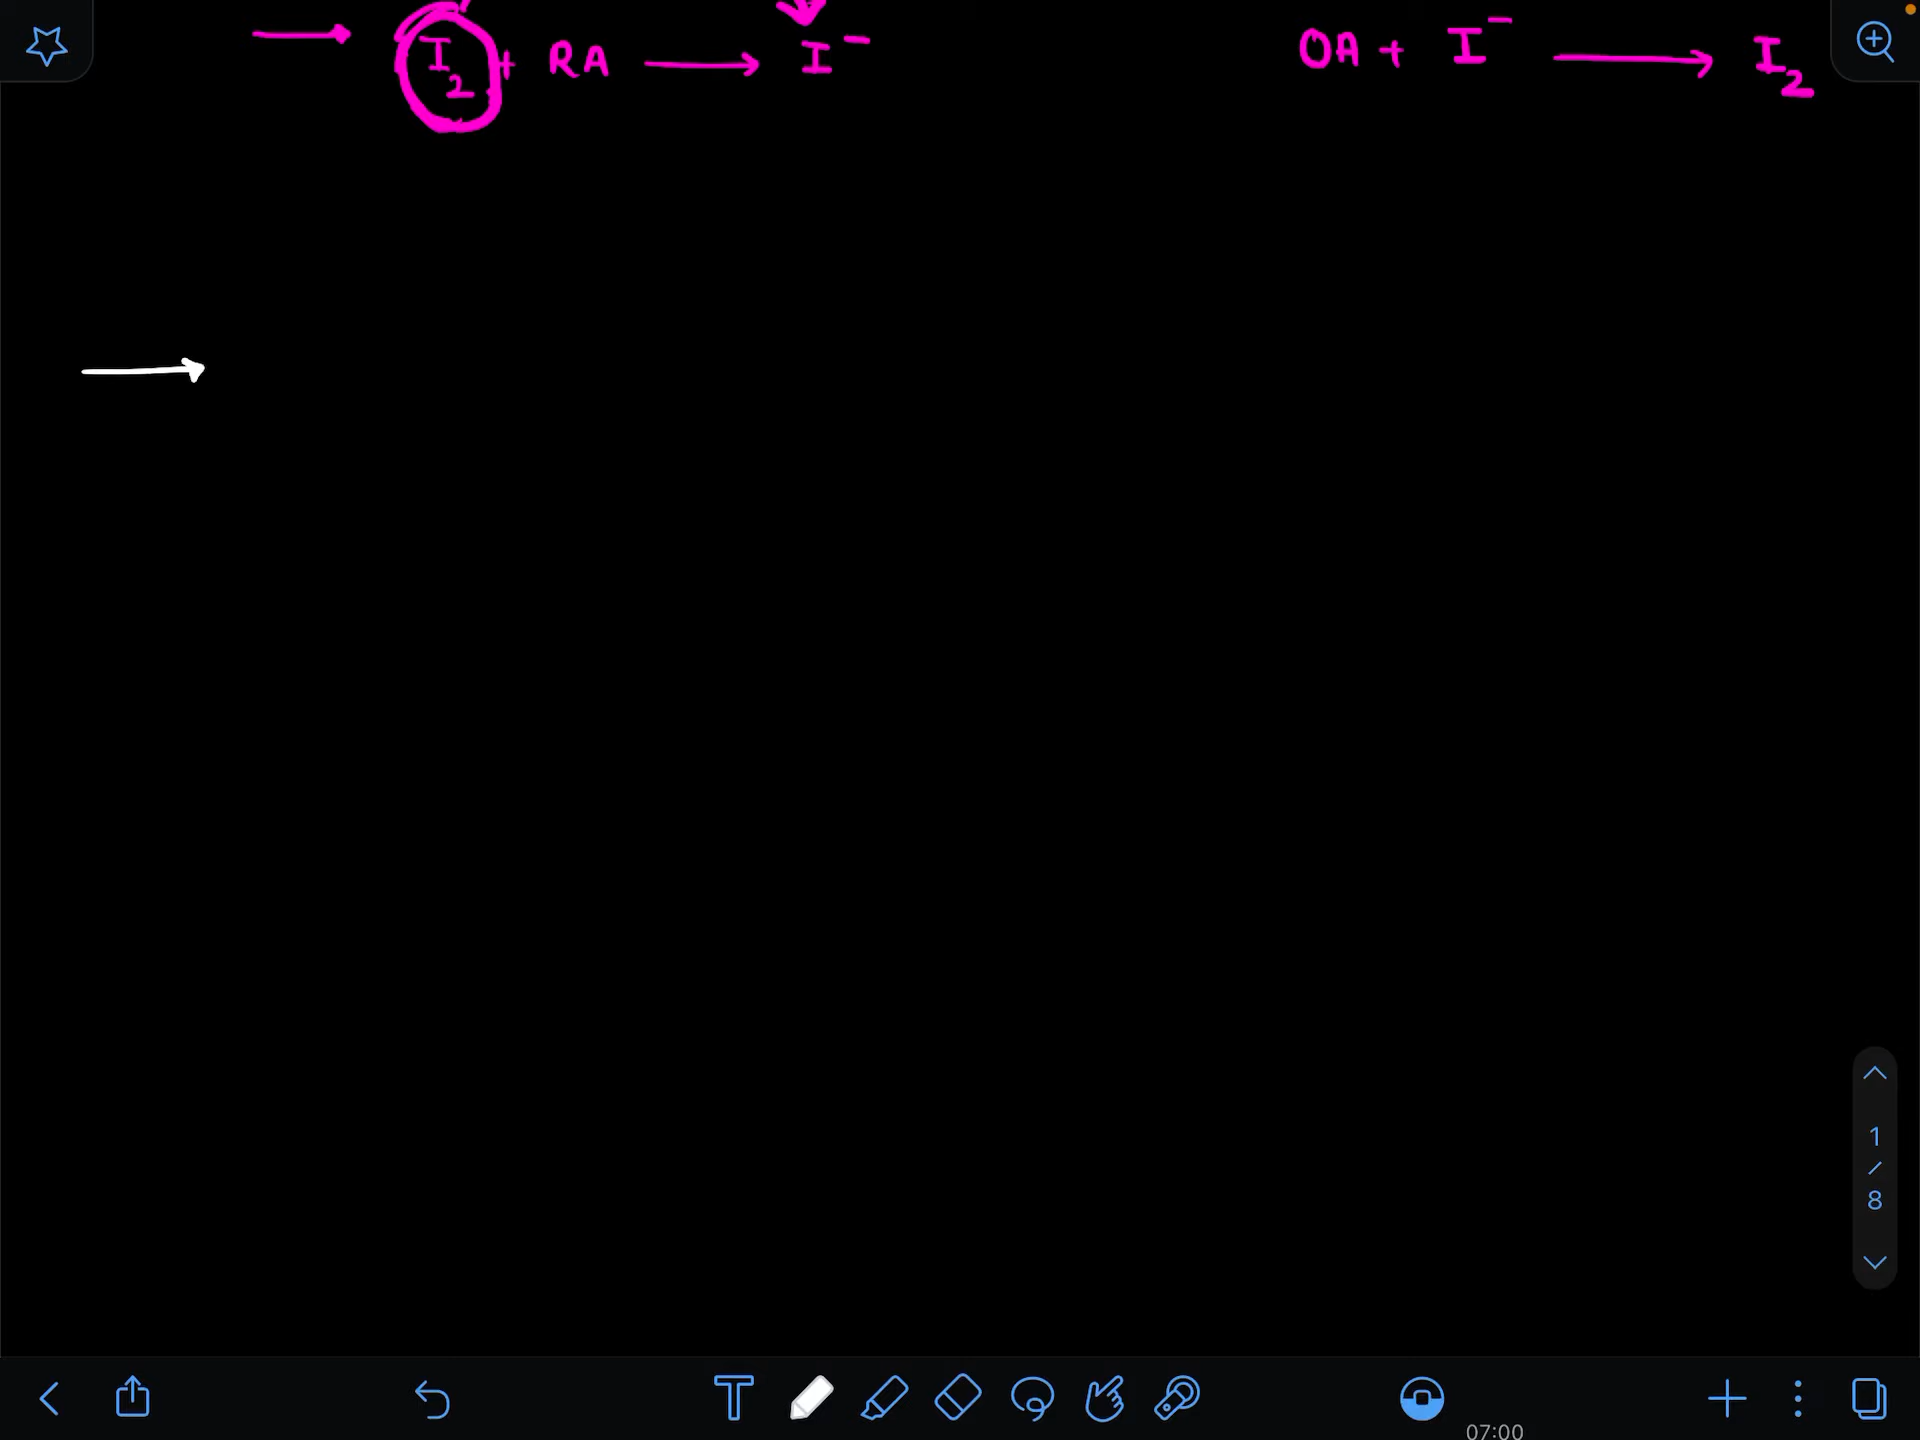 → I₂ + RA → I⁻
OA + I⁻ → I₂
→
1
/
8
07:00